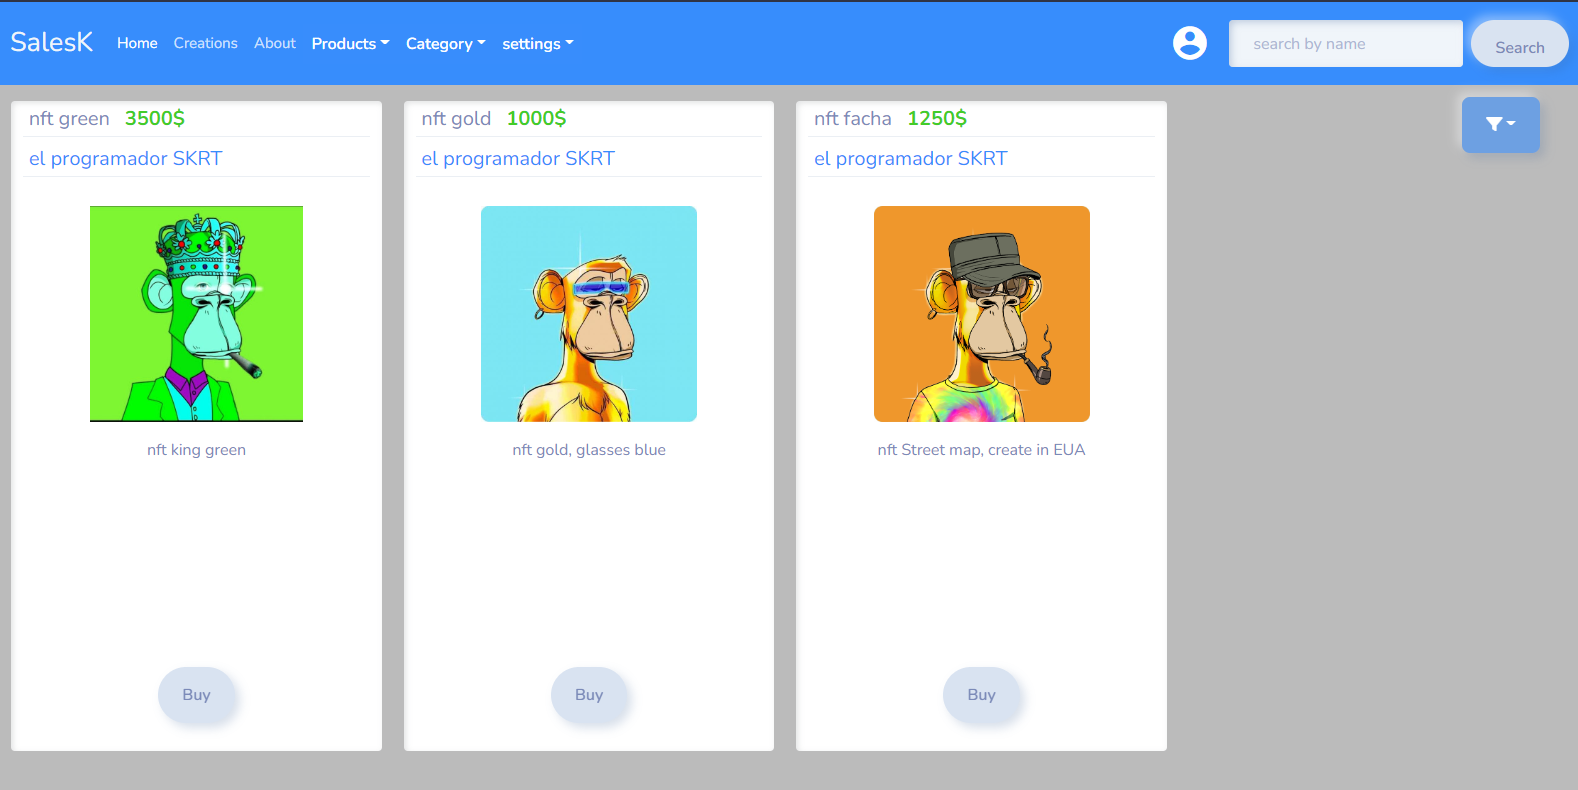 SalesK Home Creations About Products Category settings search by name Search
nft green 3500$
el programador SKRT
nft king green
Buy
nft gold 1000$
el programador SKRT
nft gold, glasses blue
Buy
nft facha 1250$
el programador SKRT
nft Street map, create in EUA
Buy